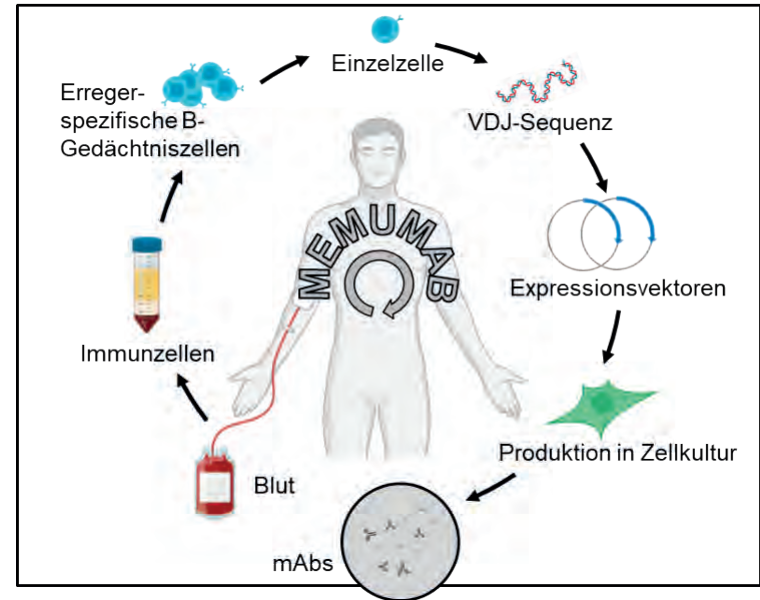 Einzelzelle
VDJ-Sequenz
Expressionsvektoren
Produktion in Zellkultur
mAbs
Blut
Immunzellen
Erreger-
spezifische B-
Gedächtniszellen
MEMUMAB